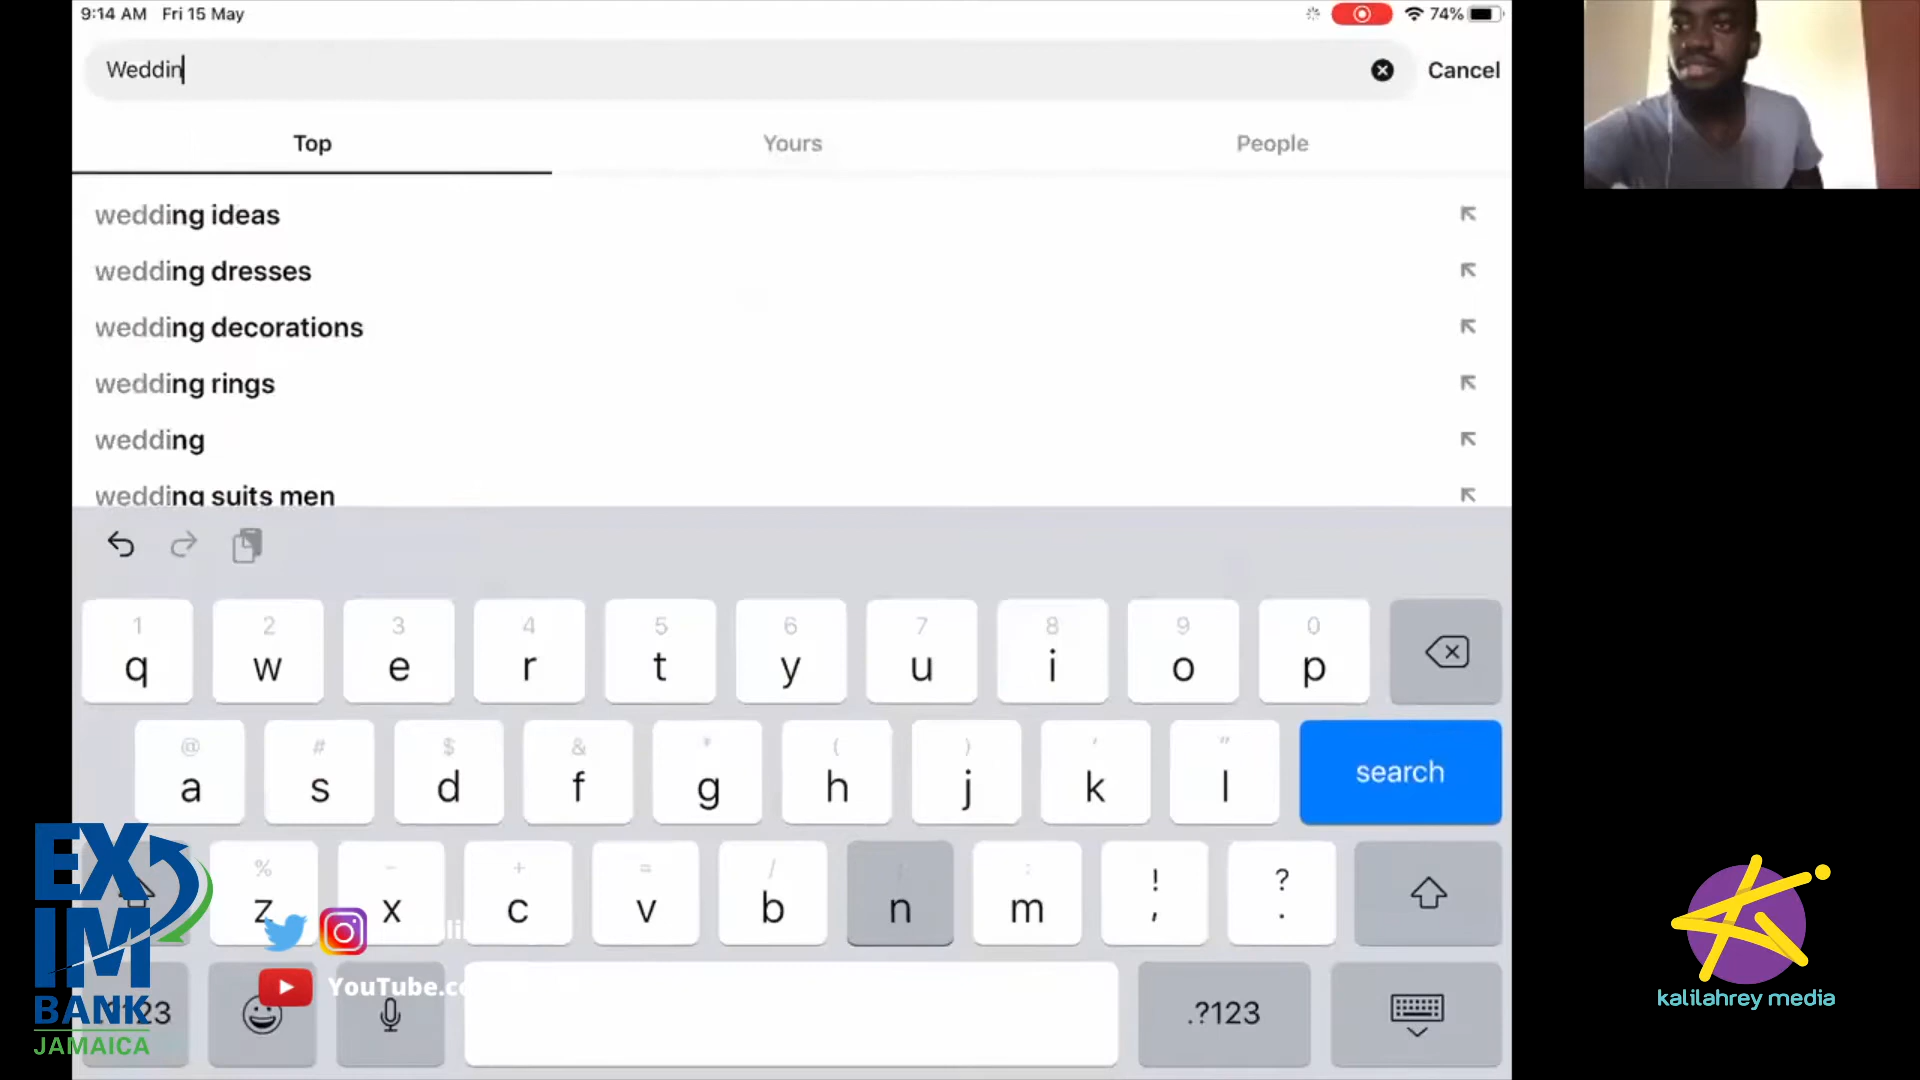 9:14 AM Fri 15 May
74%
Weddin
Cancel
Top Yours People
wedding ideas
wedding dresses
wedding decorations
wedding rings
wedding
wedding suits men
1 2 3 4 5 6 7 8 9 0
q w e r t y u i o p
@ # $ & * ( ) ' "
a s d f g h j k l
search
% - + = / ; : ! ?
z x c v b n m , .
.?123
EX
IM
BANK
JAMAICA
YouTube.c
kalilahrey media